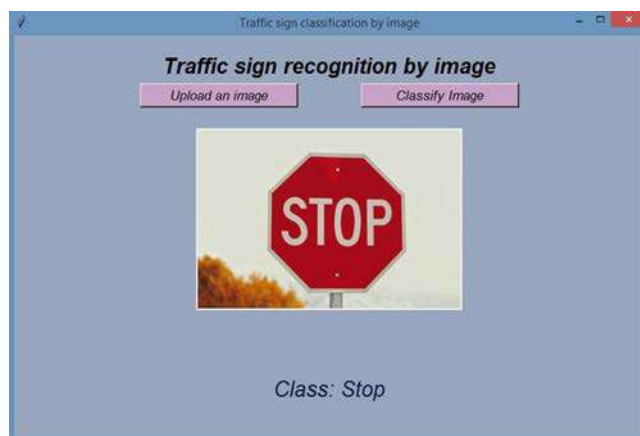 Traffic sign classification by image
Traffic sign recognition by image
Upload an image
Classify Image
STOP
Class: Stop